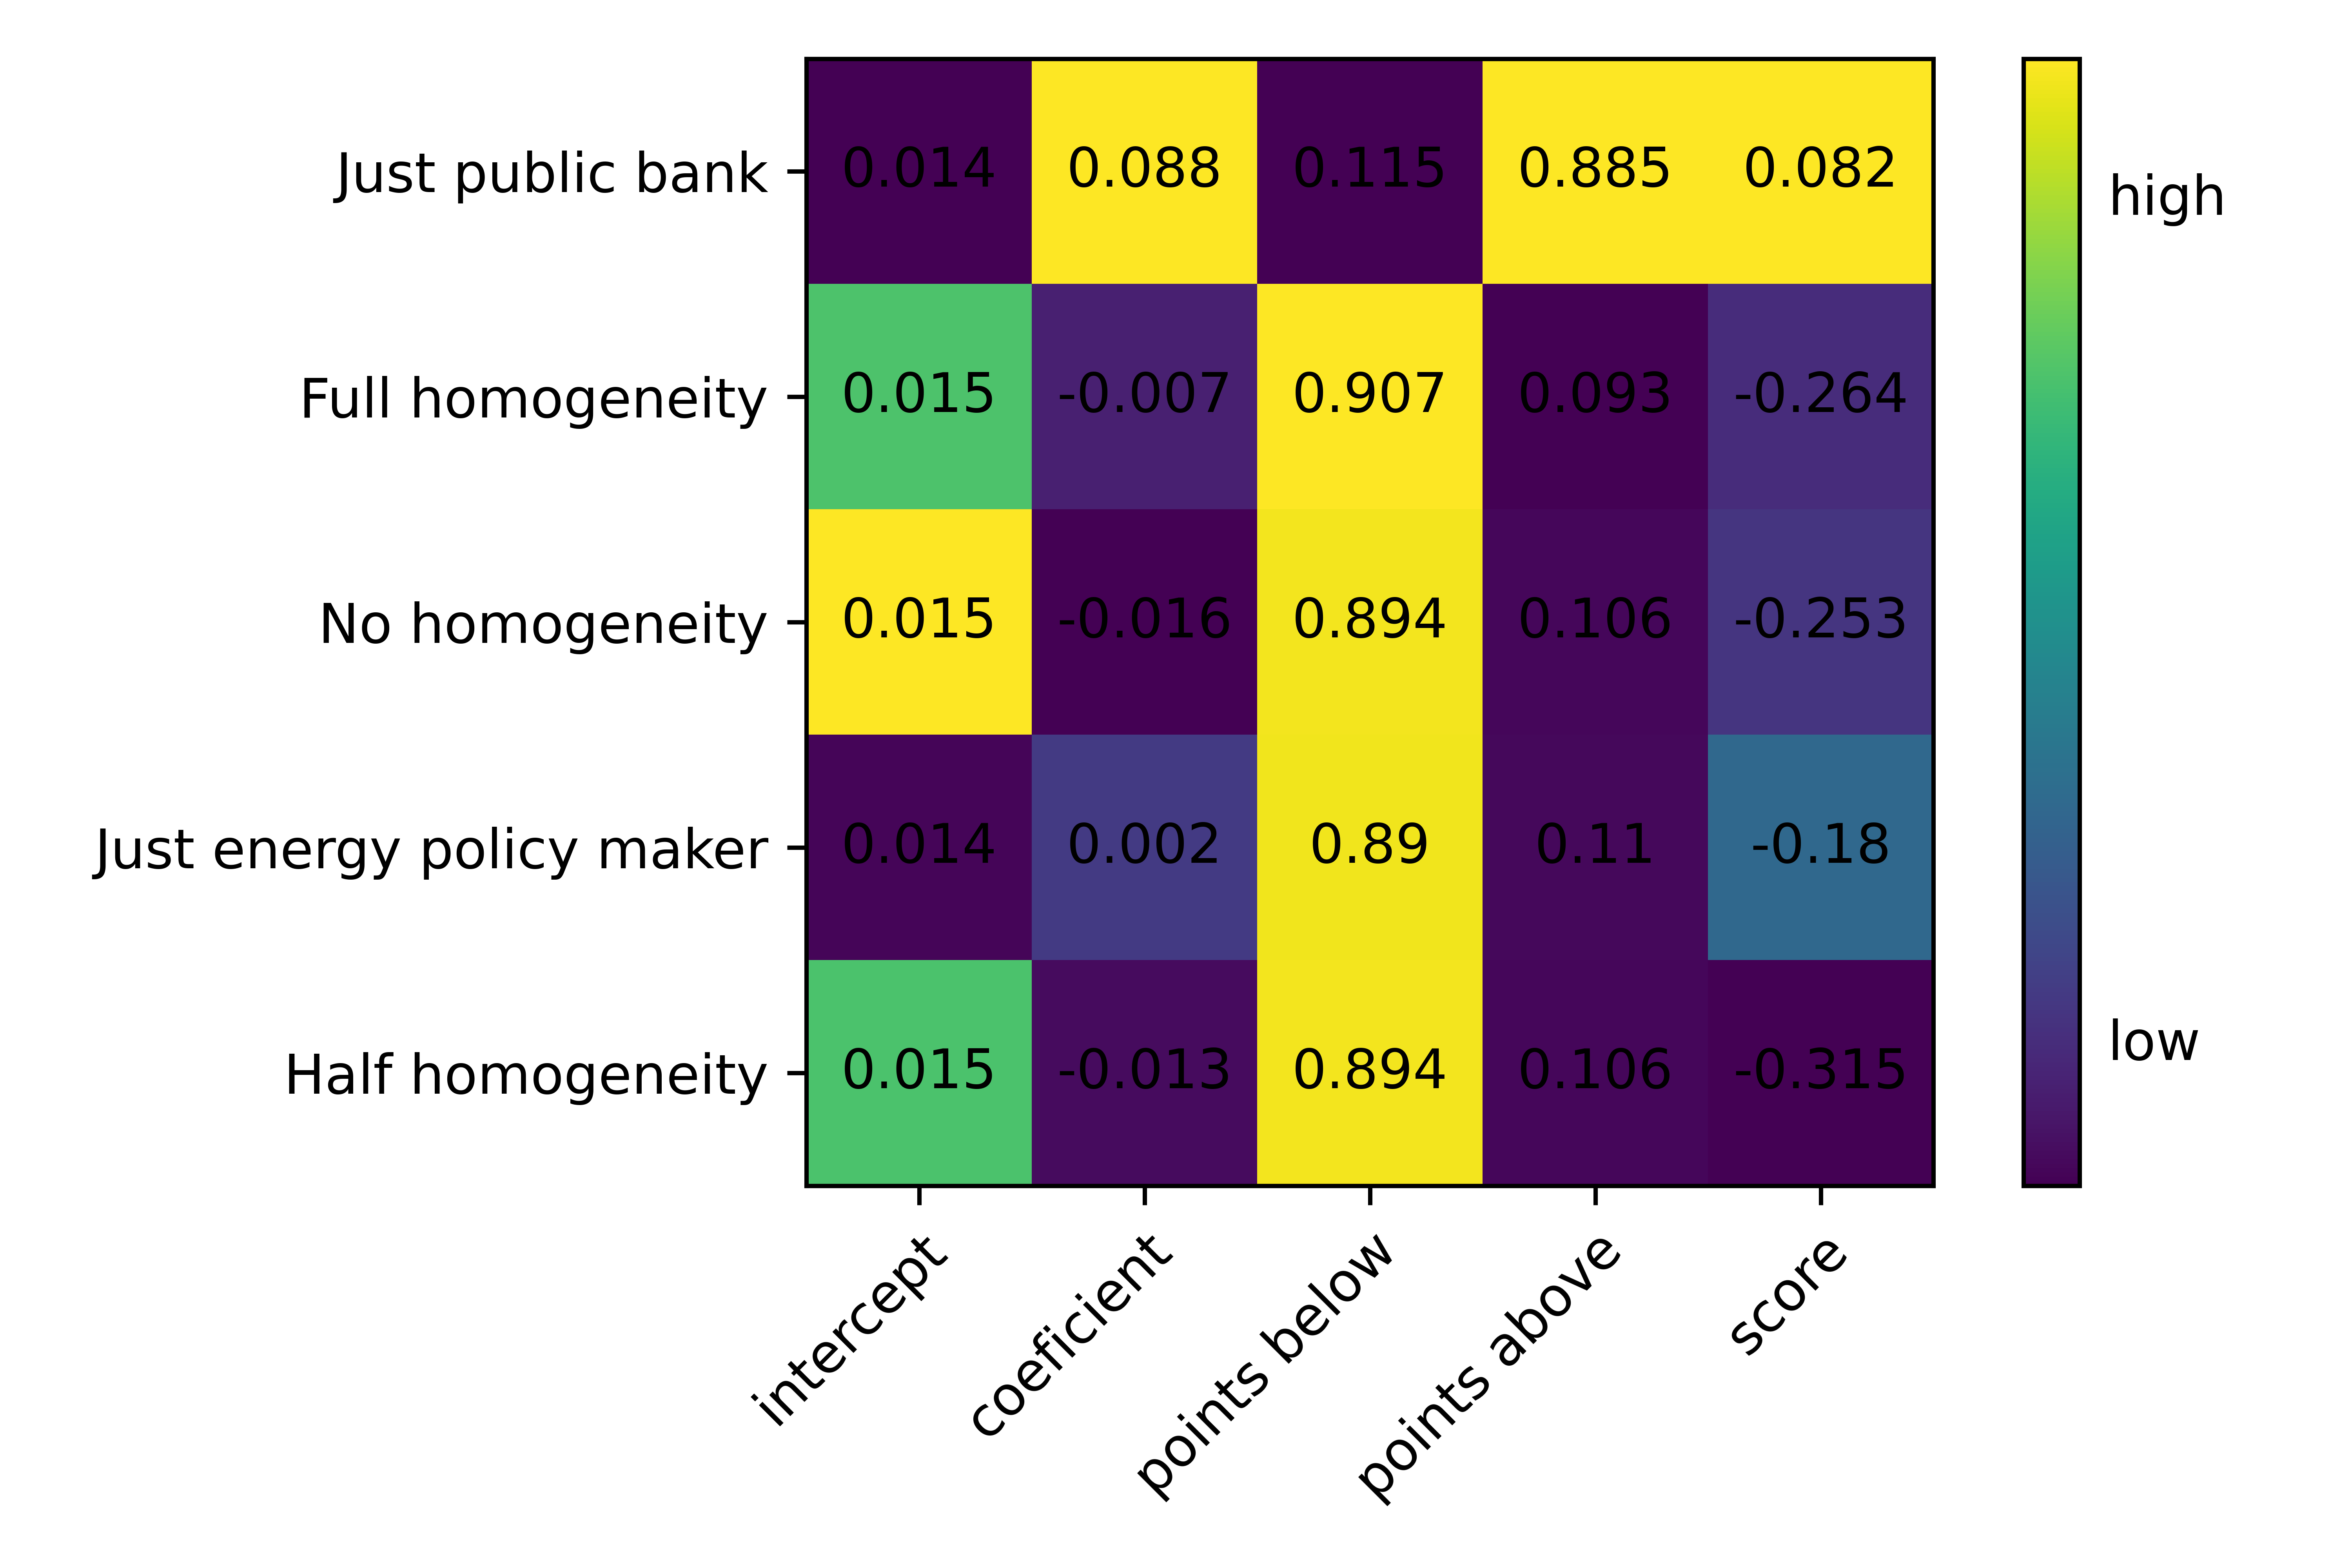 Just public bank 0.014 0.088 0.115 0.885 0.082
high
Full homogeneity 0.015 -0.007 0.907 0.093 -0.264
No homogeneity 0.015 -0.016 0.894 0.106 -0.253
Just energy policy maker 0.014 0.002 0.89 0.11 -0.18
low
Half homogeneity 0.015 -0.013 0.894 0.106 -0.315
intercept
coeficient
points below
points above
score